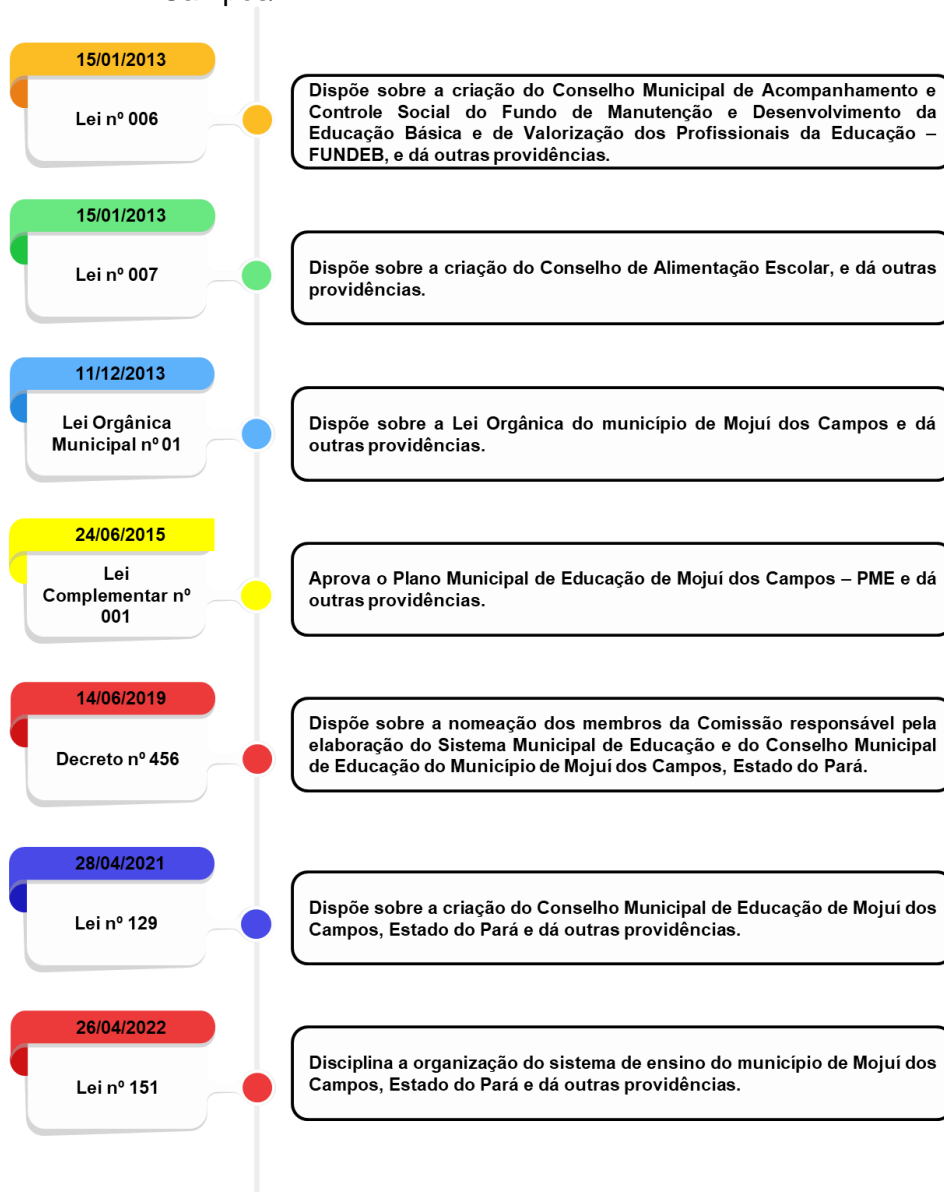 15/01/2013
Lei nº 006
Dispõe sobre a criação do Conselho Municipal de Acompanhamento e
Controle Social do Fundo de Manutenção e Desenvolvimento da
Educação Básica e de Valorização dos Profissionais da Educação –
FUNDEB, e dá outras providências.
15/01/2013
Lei nº 007
Dispõe sobre a criação do Conselho de Alimentação Escolar, e dá outras
providências.
11/12/2013
Lei Orgânica
Municipal nº 01
Dispõe sobre a Lei Orgânica do município de Mojuí dos Campos e dá
outras providências.
24/06/2015
Lei
Complementar nº
001
Aprova o Plano Municipal de Educação de Mojuí dos Campos – PME e dá
outras providências.
14/06/2019
Decreto nº 456
Dispõe sobre a nomeação dos membros da Comissão responsável pela
elaboração do Sistema Municipal de Educação e do Conselho Municipal
de Educação do Município de Mojuí dos Campos, Estado do Pará.
28/04/2021
Lei nº 129
Dispõe sobre a criação do Conselho Municipal de Educação de Mojuí dos
Campos, Estado do Pará e dá outras providências.
26/04/2022
Lei nº 151
Disciplina a organização do sistema de ensino do município de Mojuí dos
Campos, Estado do Pará e dá outras providências.